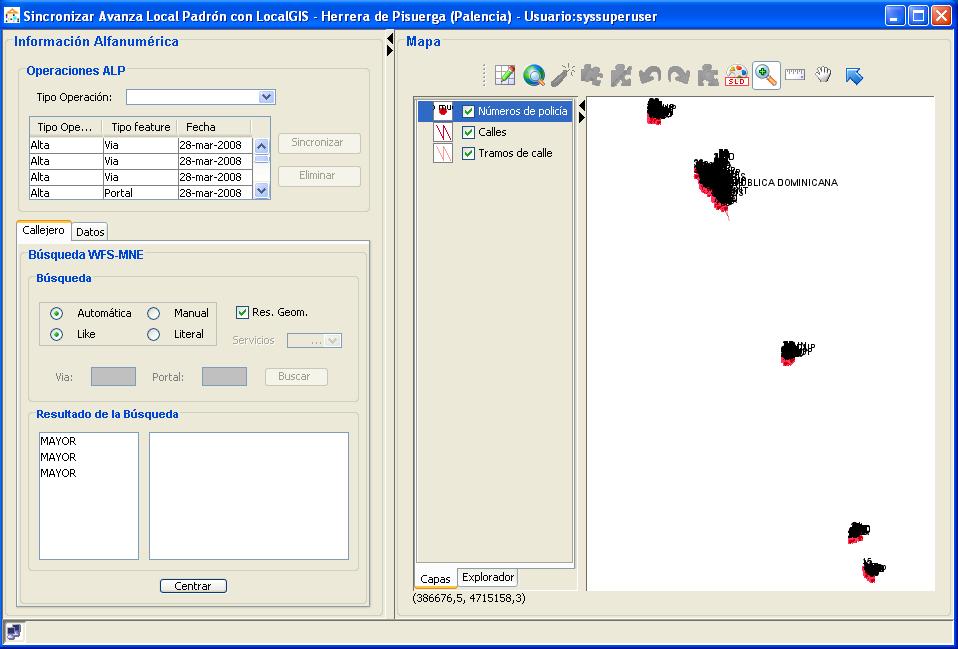 Sincronizar Avanza Local Padrón con LocalGIS - Herrera de Pisuerga (Palencia) - Usuario:syssuperuser
Información Alfanumérica
Operaciones ALP
Tipo Operación:
Tipo Ope... Tipo feature Fecha
Alta Via 28-mar-2008
Alta Via 28-mar-2008
Alta Via 28-mar-2008
Alta Portal 28-mar-2008
Sincronizar
Eliminar
Callejero Datos
Búsqueda WFS-MNE
Búsqueda
Automática Manual Res. Geom.
Like Literal Servicios ...
Via: Portal: Buscar
Resultado de la Búsqueda
MAYOR
MAYOR
MAYOR
Centrar
Mapa
SLD
Números de policía
Calles
Tramos de calle
DOMINICANA
Capas Explorador
(386676,5, 4715158,3)